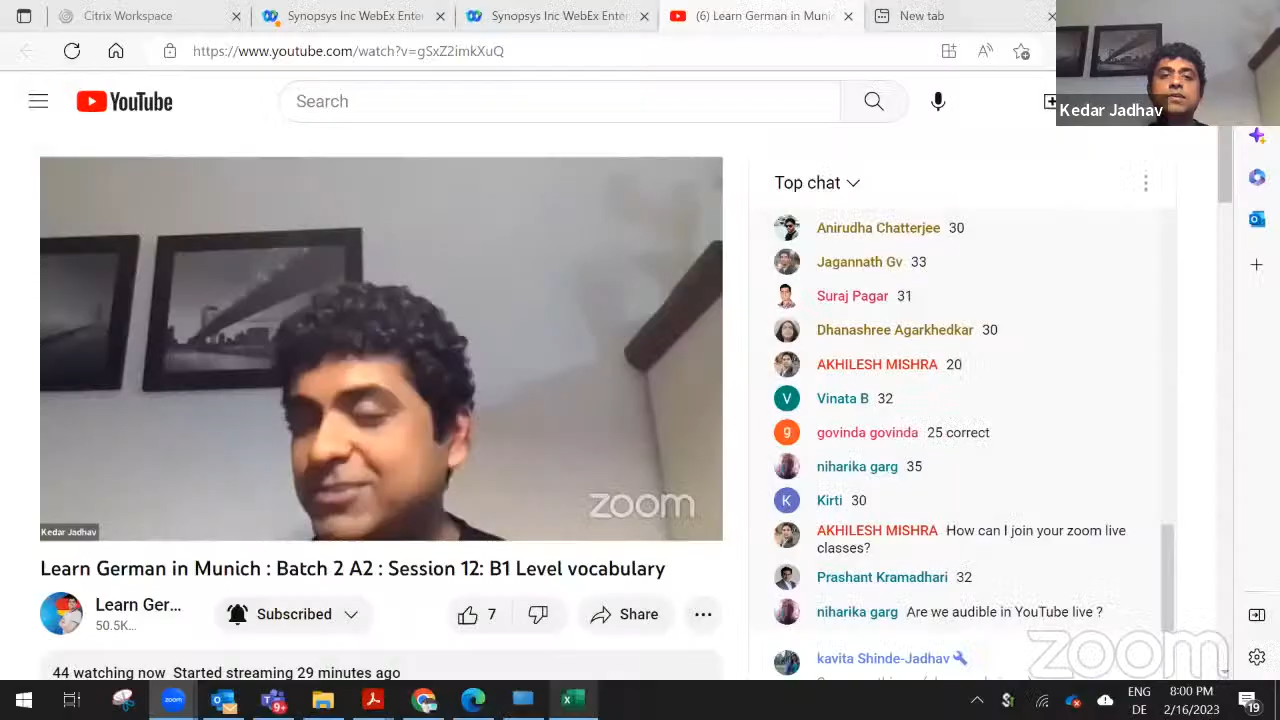 Citrix Workspace
Synopsys Inc WebEx Enter
Synopsys Inc WebEx Enter
(6) Learn German in Muni
New tab
https://www.youtube.com/watch?v=gSxZ2imkXuQ
YouTube
Search
Kedar Jadhav
Top chat
Anirudha Chatterjee 30
Jagannath Gv 33
Suraj Pagar 31
Dhanashree Agarkhedkar 30
AKHILESH MISHRA 20
V Vinata B 32
g govinda govinda 25 correct
niharika garg 35
K Kirti 30
AKHILESH MISHRA How can I join your zoom live
classes?
Prashant Kramadhari 32
niharika garg Are we audible in YouTube live ?
kavita Shinde-Jadhav
zoom
Kedar Jadhav
Learn German in Munich : Batch 2 A2 : Session 12: B1 Level vocabulary
Learn Ger...
50.5K...
Subscribed
7
Share
44 watching now Started streaming 29 minutes ago
zoom
zoom
9+
ENG
DE
8:00 PM
2/16/2023
19